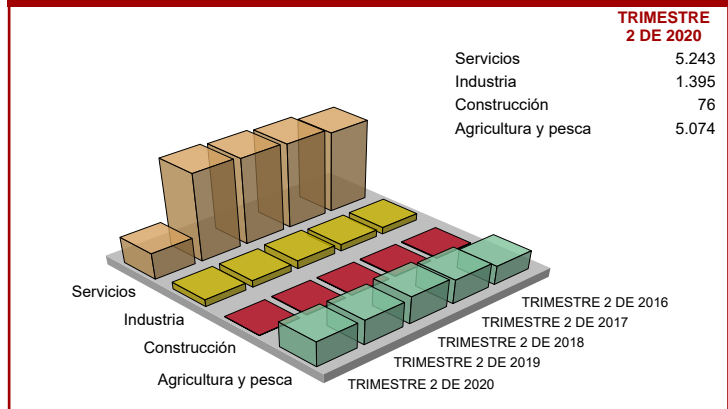 TRIMESTRE
2 DE 2020
Servicios 5.243
Industria 1.395
Construcción 76
Agricultura y pesca 5.074
Servicios
Industria
Construcción
Agricultura y pesca
TRIMESTRE 2 DE 2016
TRIMESTRE 2 DE 2017
TRIMESTRE 2 DE 2018
TRIMESTRE 2 DE 2019
TRIMESTRE 2 DE 2020